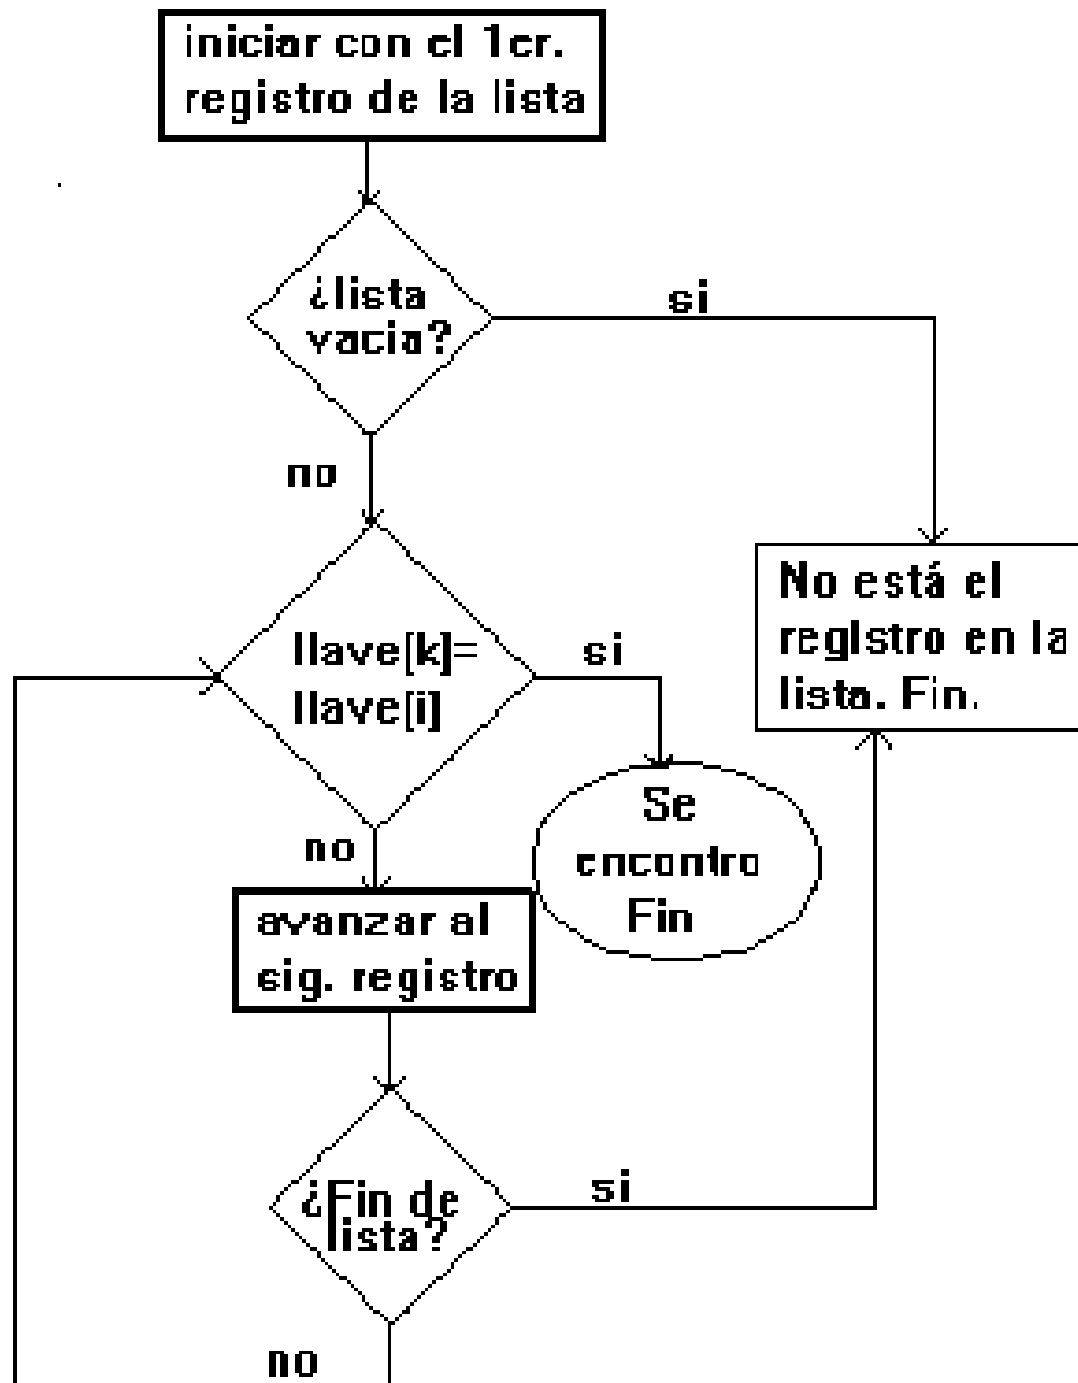 iniciar con el 1er.
registro de la lista
¿lista
vacia?
si
no
llave[k]=
llave[i]
si
No está el
registro en la
lista. Fin.
Se
encontro
Fin
no
avanzar al
sig. registro
¿Fin de
lista?
si
no